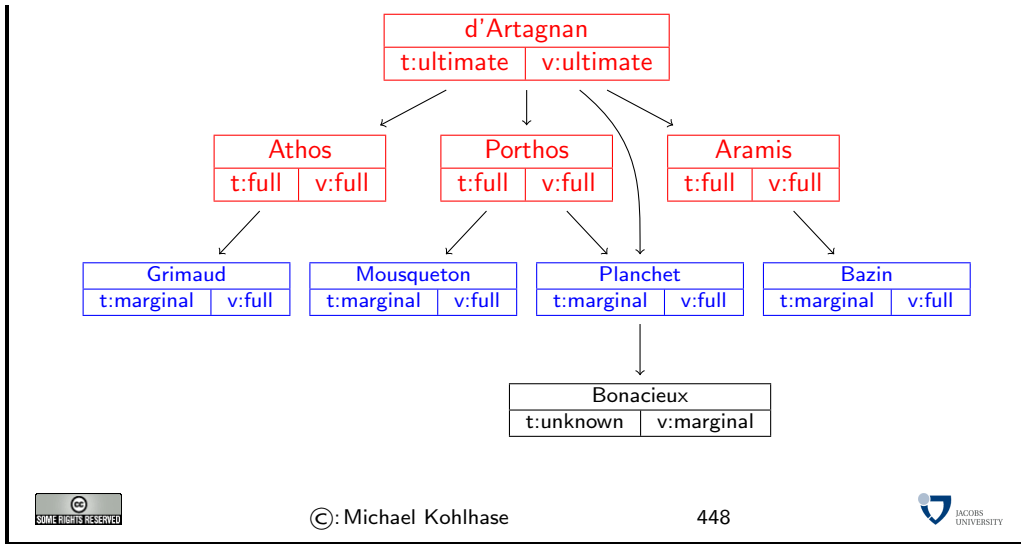 d'Artagnan
t:ultimate v:ultimate
Athos Porthos Aramis
t:full v:full t:full v:full t:full v:full
Grimaud Mousqueton Planchet Bazin
t:marginal v:full t:marginal v:full t:marginal v:full t:marginal v:full
Bonacieux
t:unknown v:marginal
cc
SOME RIGHTS RESERVED
©: Michael Kohlhase 448
JACOBS
UNIVERSITY